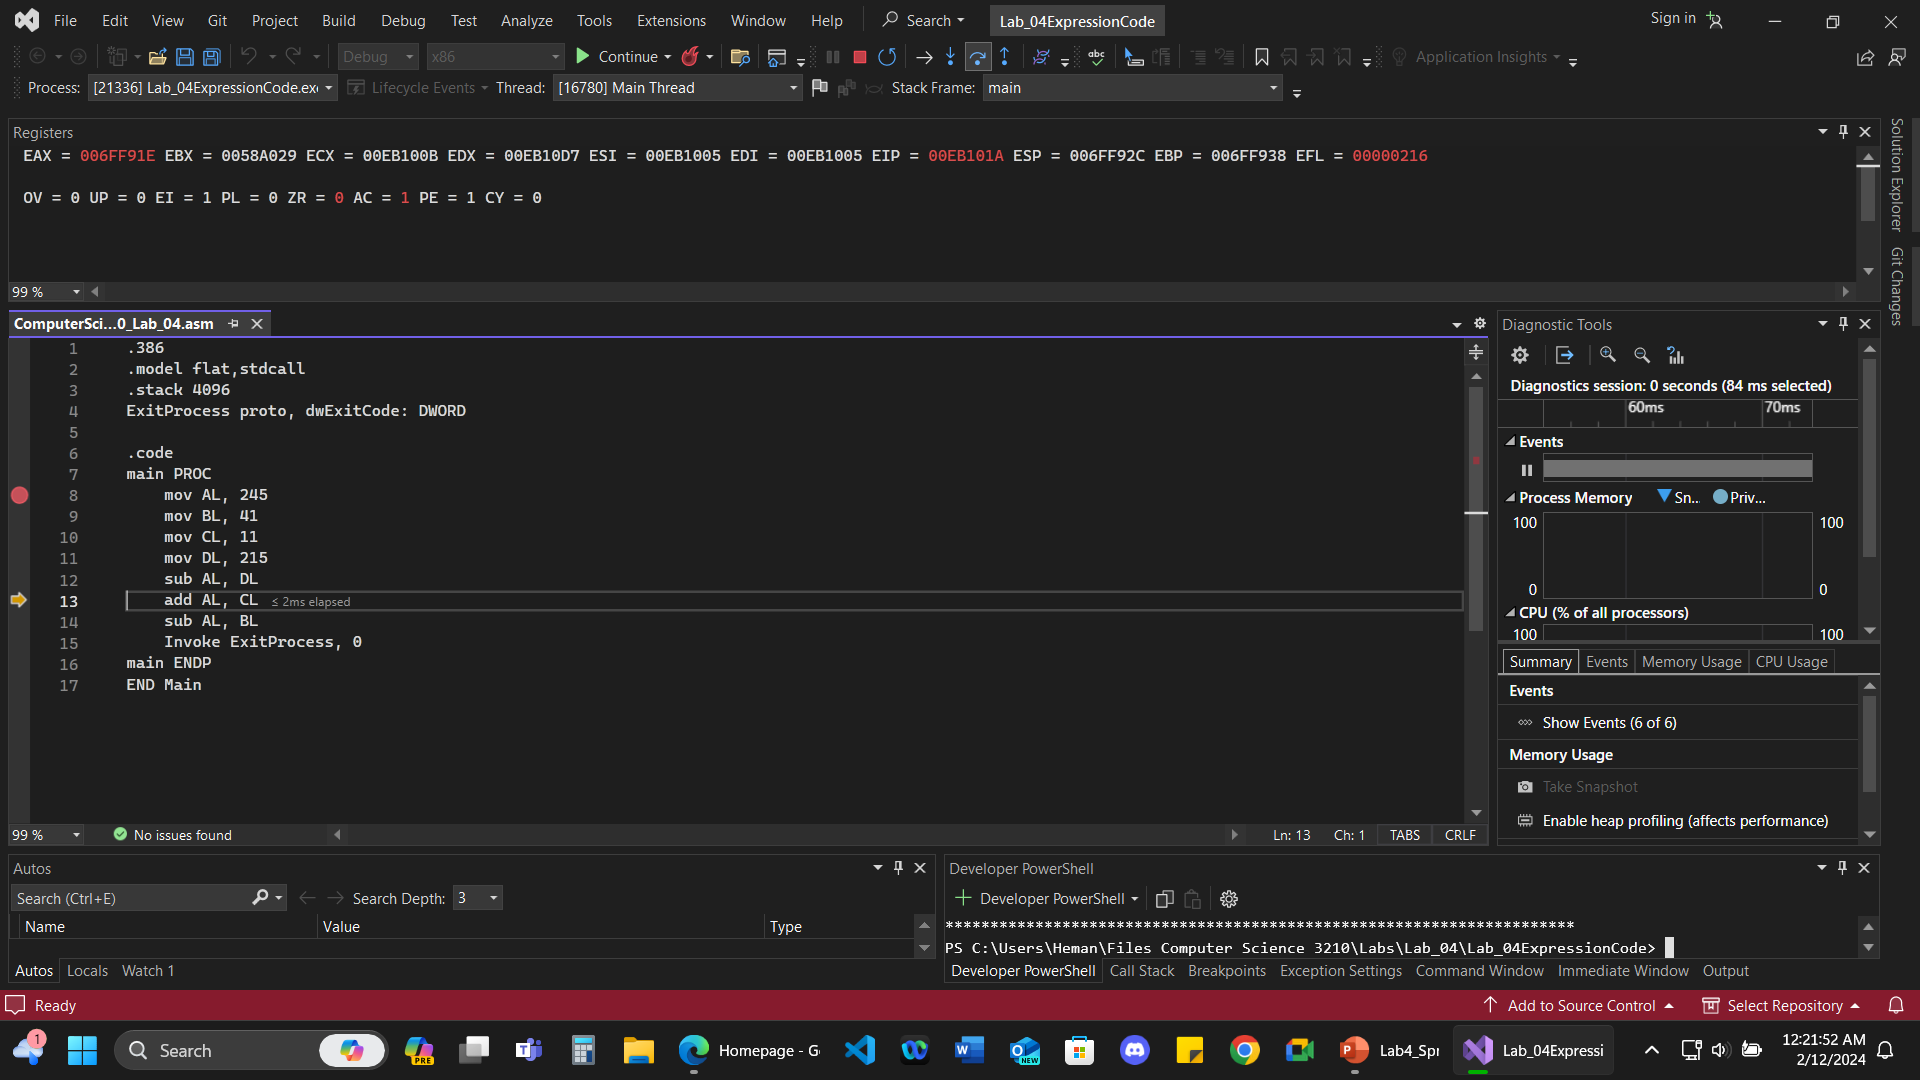 File Edit View Git Project Build Debug Test Analyze Tools Extensions Window Help Search Lab_04ExpressionCode Sign in
Debug x86 Continue Application Insights
Process: [21336] Lab_04ExpressionCode.exe Lifecycle Events Thread: [16780] Main Thread Stack Frame: main
Registers
EAX = 006FF91E EBX = 0058A029 ECX = 00EB100B EDX = 00EB10D7 ESI = 00EB1005 EDI = 00EB1005 EIP = 00EB101A ESP = 006FF92C EBP = 006FF938 EFL = 00000216
OV = 0 UP = 0 EI = 1 PL = 0 ZR = 0 AC = 1 PE = 1 CY = 0
99 %
Solution Explorer
Git Changes
ComputerSci...0_Lab_04.asm
1 .386
2 .model flat,stdcall
3 .stack 4096
4 ExitProcess proto, dwExitCode: DWORD
5
6 .code
7 main PROC
8 mov AL, 245
9 mov BL, 41
10 mov CL, 11
11 mov DL, 215
12 sub AL, DL
13 add AL, CL ≤ 2ms elapsed
14 sub AL, BL
15 Invoke ExitProcess, 0
16 main ENDP
17 END Main
99 % No issues found Ln: 13 Ch: 1 TABS CRLF
Diagnostic Tools
Diagnostics session: 0 seconds (84 ms selected)
60ms 70ms
Events
Process Memory Sn... Priv...
100 100
0 0
CPU (% of all processors)
100 100
Summary Events Memory Usage CPU Usage
Events
Show Events (6 of 6)
Memory Usage
Take Snapshot
Enable heap profiling (affects performance)
Autos
Search (Ctrl+E) Search Depth: 3
Name Value Type
Autos Locals Watch 1
Developer PowerShell
Developer PowerShell
**********************************************************************
PS C:\Users\Heman\Files Computer Science 3210\Labs\Lab_04\Lab_04ExpressionCode>
Developer PowerShell Call Stack Breakpoints Exception Settings Command Window Immediate Window Output
Ready Add to Source Control Select Repository
1 Search PRE Homepage - G NEW Lab4_Spr Lab_04Expressi
12:21:52 AM
2/12/2024